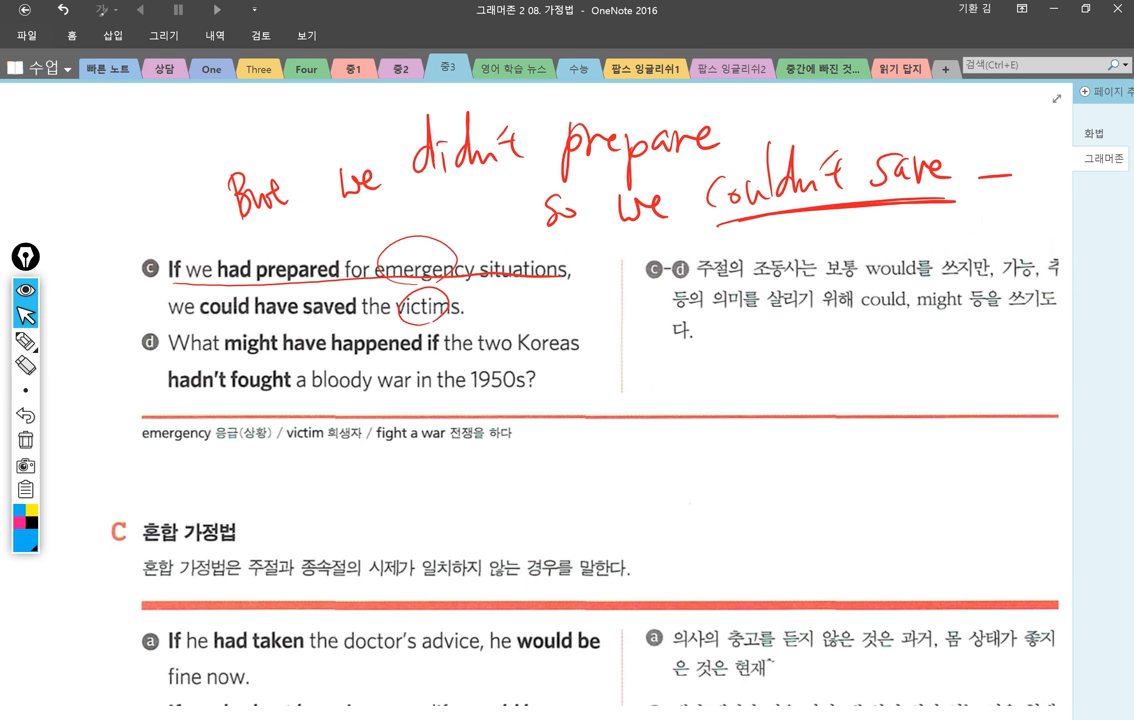 그래머존 2 08. 가정법 - OneNote 2016
기환 김
파일 홈 삽입 그리기 내역 검토 보기
수업 빠른 노트 상담 One Three Four 중1 중2 중3 영어 학습 뉴스 수능 팝스 잉글리쉬1 팝스 잉글리쉬2 중간에 빠진 것... 읽기 답지 + 검색(Ctrl+E)
페이지 추
화법
그래머존
But we didn't prepare
so we couldn't save
c If we had prepared for emergency situations,
we could have saved the victims.
d What might have happened if the two Koreas
hadn't fought a bloody war in the 1950s?
c-d 주절의 조동사는 보통 would를 쓰지만, 가능, 추
등의 의미를 살리기 위해 could, might 등을 쓰기도
다.
emergency 응급(상황) / victim 희생자 / fight a war 전쟁을 하다
C 혼합 가정법
혼합 가정법은 주절과 종속절의 시제가 일치하지 않는 경우를 말한다.
a If he had taken the doctor's advice, he would be
fine now.
a 의사의 충고를 듣지 않은 것은 과거, 몸 상태가 좋지
은 것은 현재